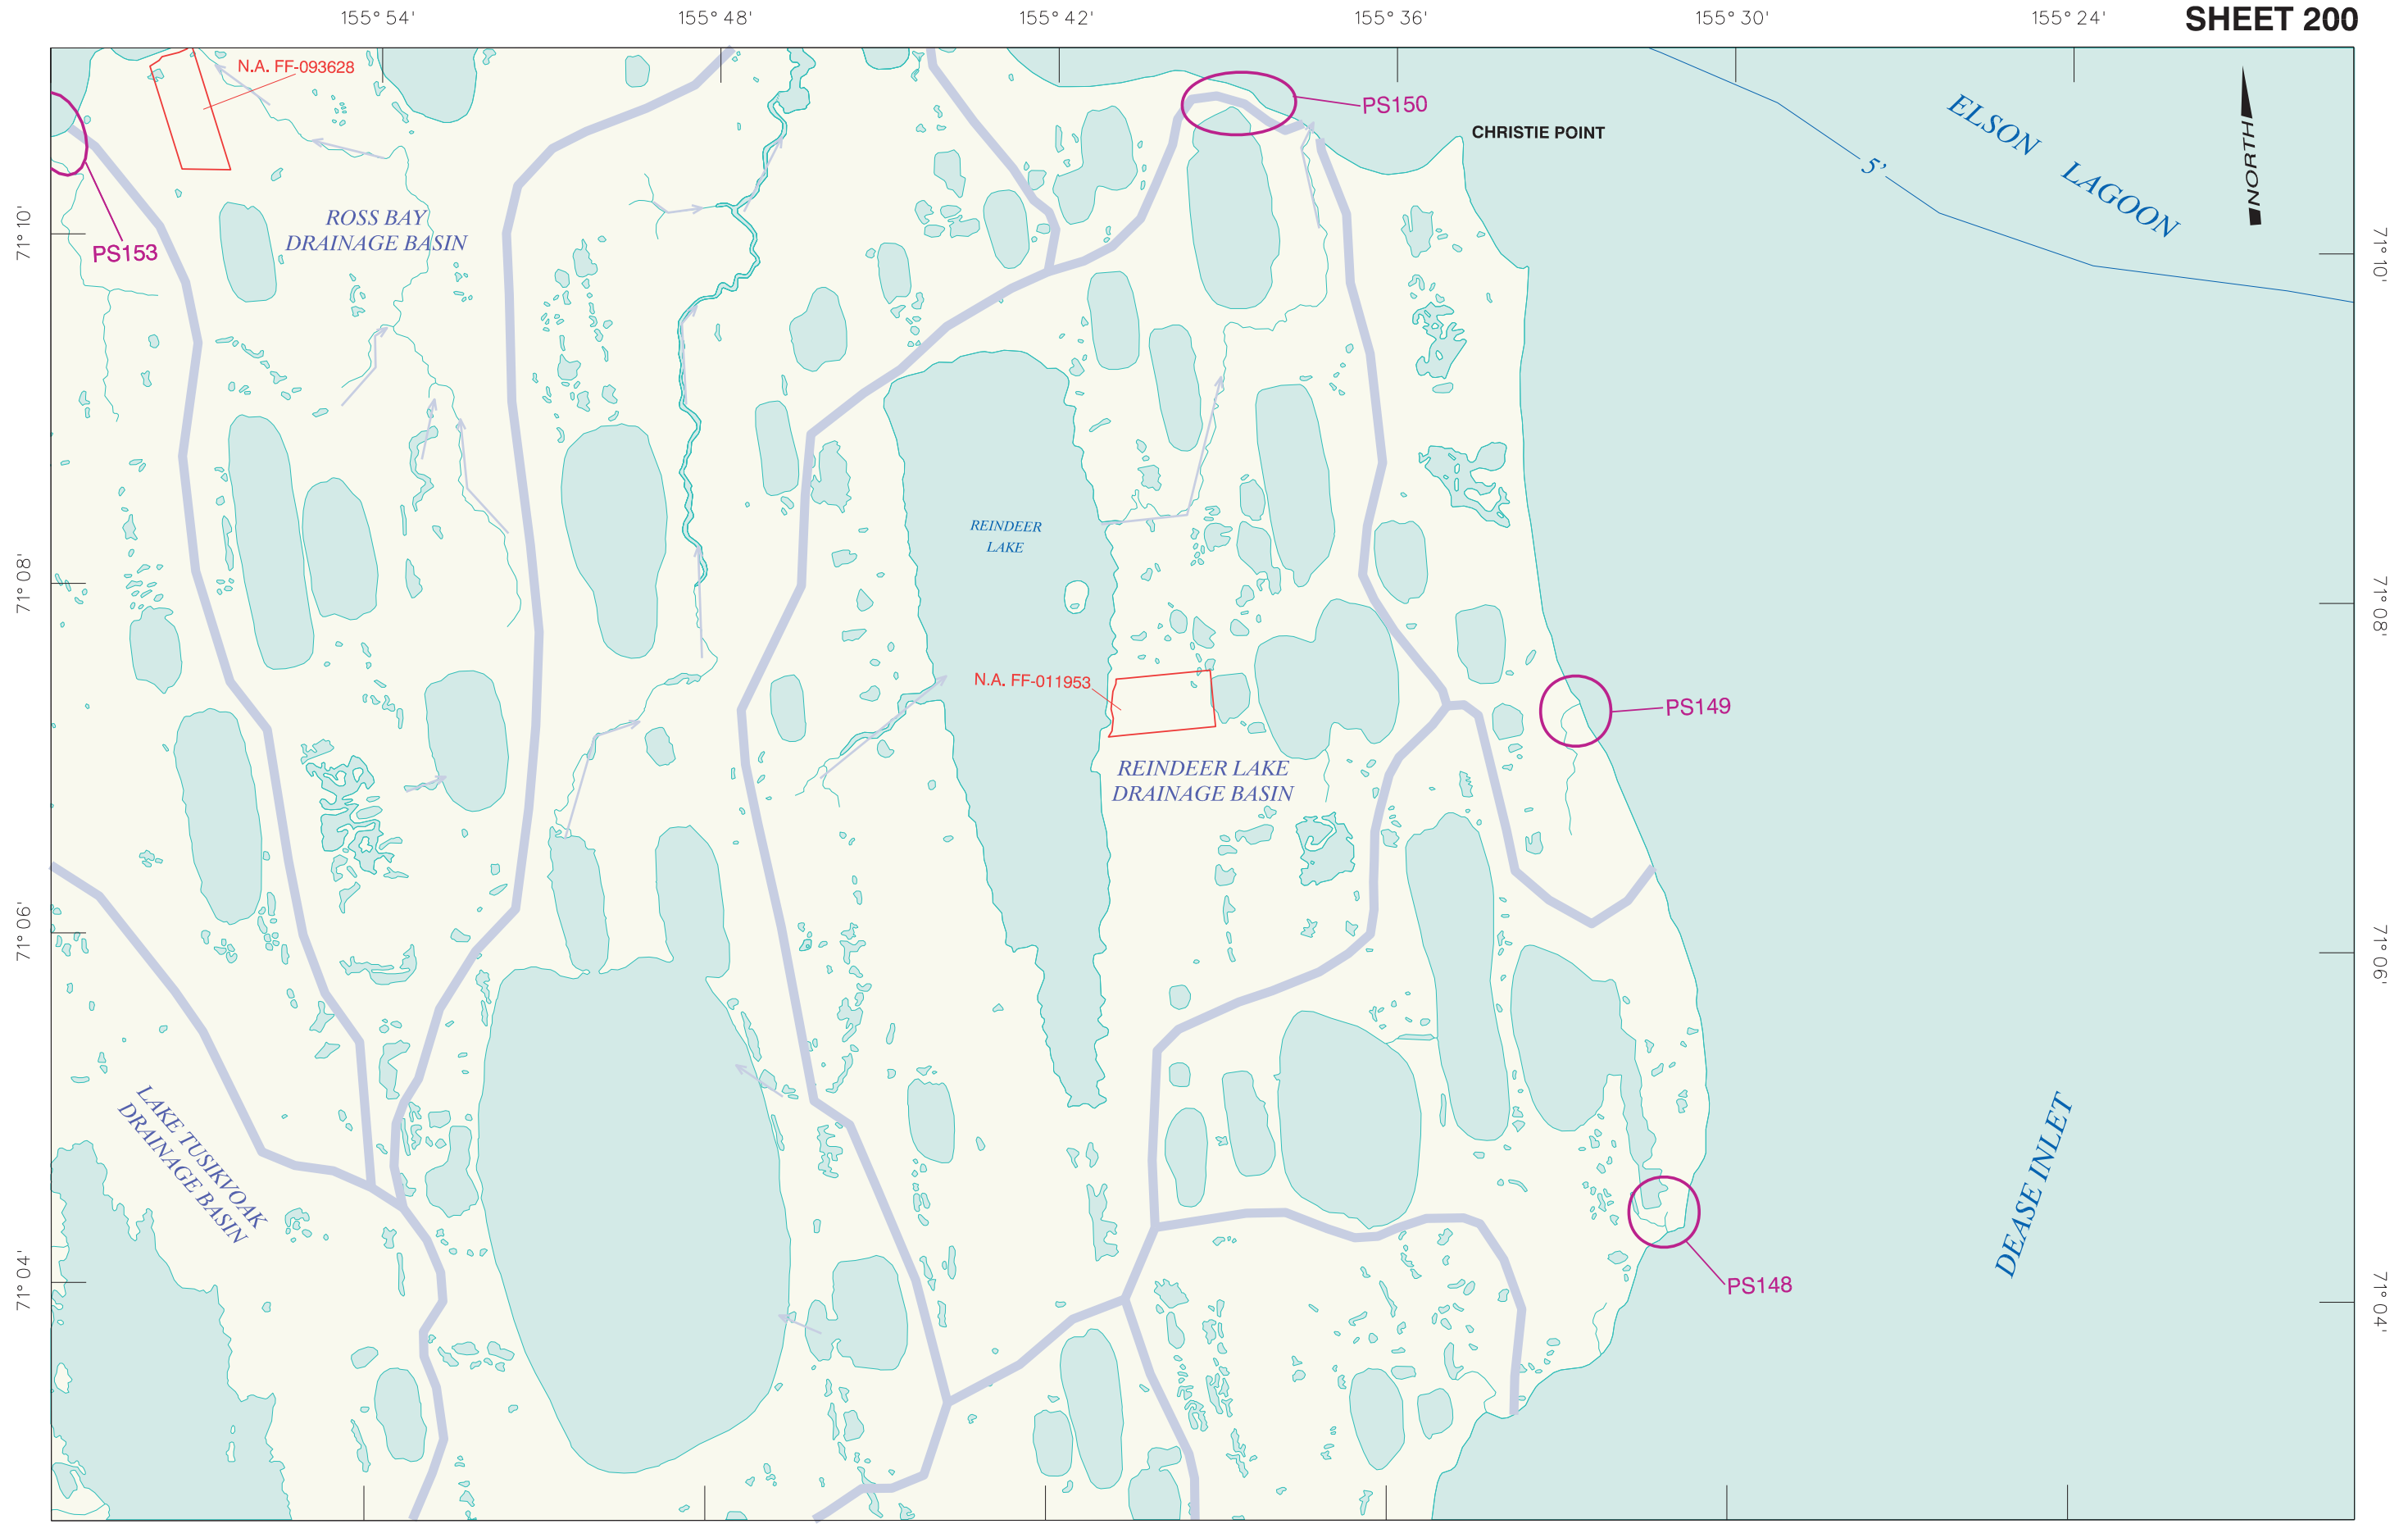 SHEET 200
155° 54'
155° 48'
155° 42'
155° 36'
155° 30'
155° 24'
N.A. FF-093628
PS150
CHRISTIE POINT
ELSON LAGOON
5'
NORTH
PS153
ROSS BAY
DRAINAGE BASIN
71° 10'
71° 10'
REINDEER
LAKE
71° 08'
71° 08'
N.A. FF-011953
PS149
REINDEER LAKE
DRAINAGE BASIN
71° 06'
71° 06'
LAKE TUSIKVOAK
DRAINAGE BASIN
DEASE INLET
71° 04'
71° 04'
PS148